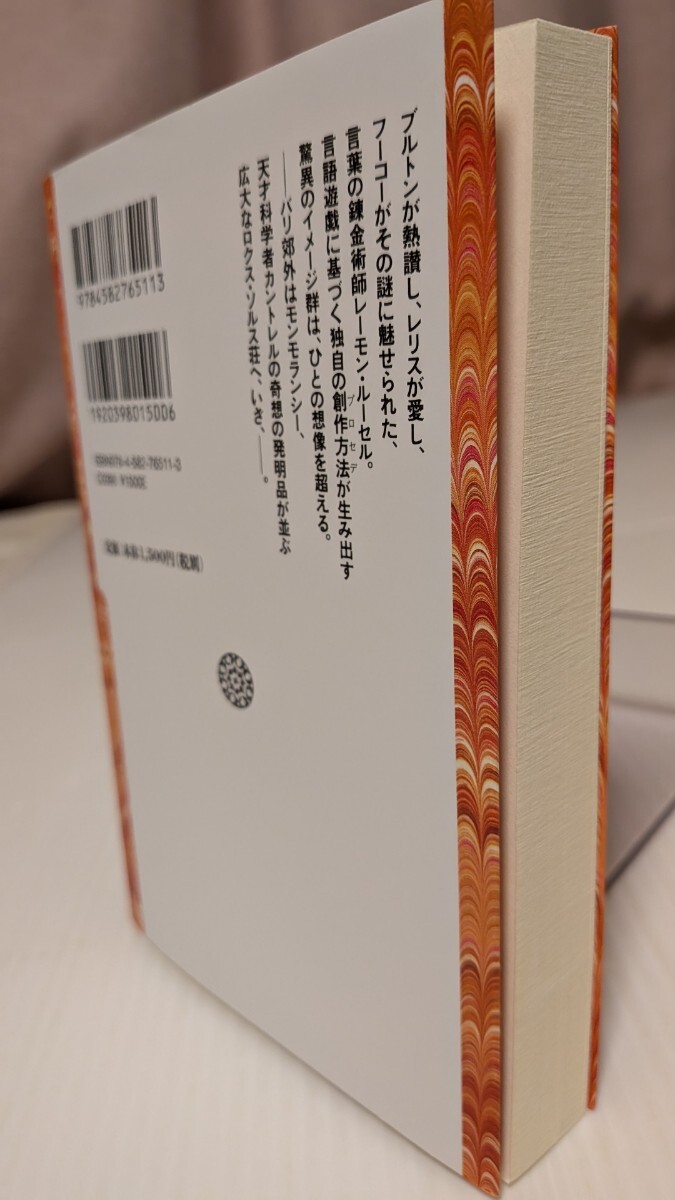 ブルトンが熱讃し、レリスが愛し、
フーコーがその謎に魅せられた、
言葉の錬金術師レーモン・ルーセル。
言語遊戯に基づく独自の創作方法が生み出す
プロセデ
驚異のイメージ群は、ひとの想像を超える。
――パリ郊外はモンモランシー、
天才科学者カントレルの奇想の発明品が並ぶ
広大なロクス・ソルス荘へ、いざ、――。
9784582765113
1920398015006
ISBN978-4-582-76511-3
C0398 ¥1500E
定価：本体1,500円（税別）